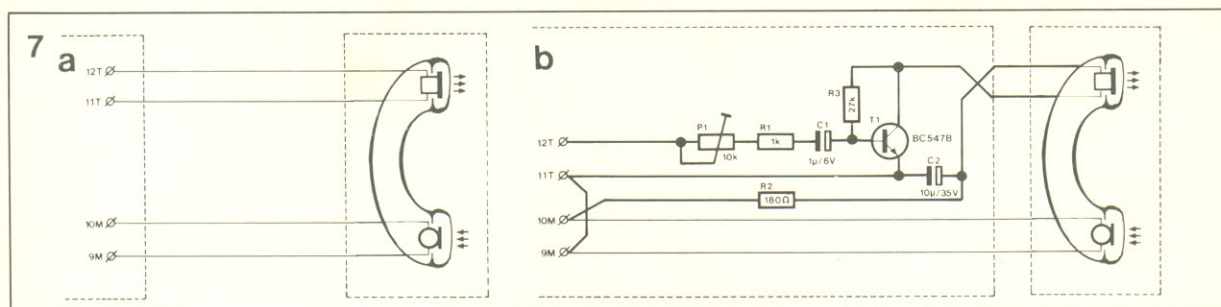 7
a
12T
11T
10M
9M
b
12T
11T
10M
9M
P1
10k
R1
1k
C1
1µ/6V
R3
27k
T1
BC547B
C2
10µ/35V
R2
180Ω